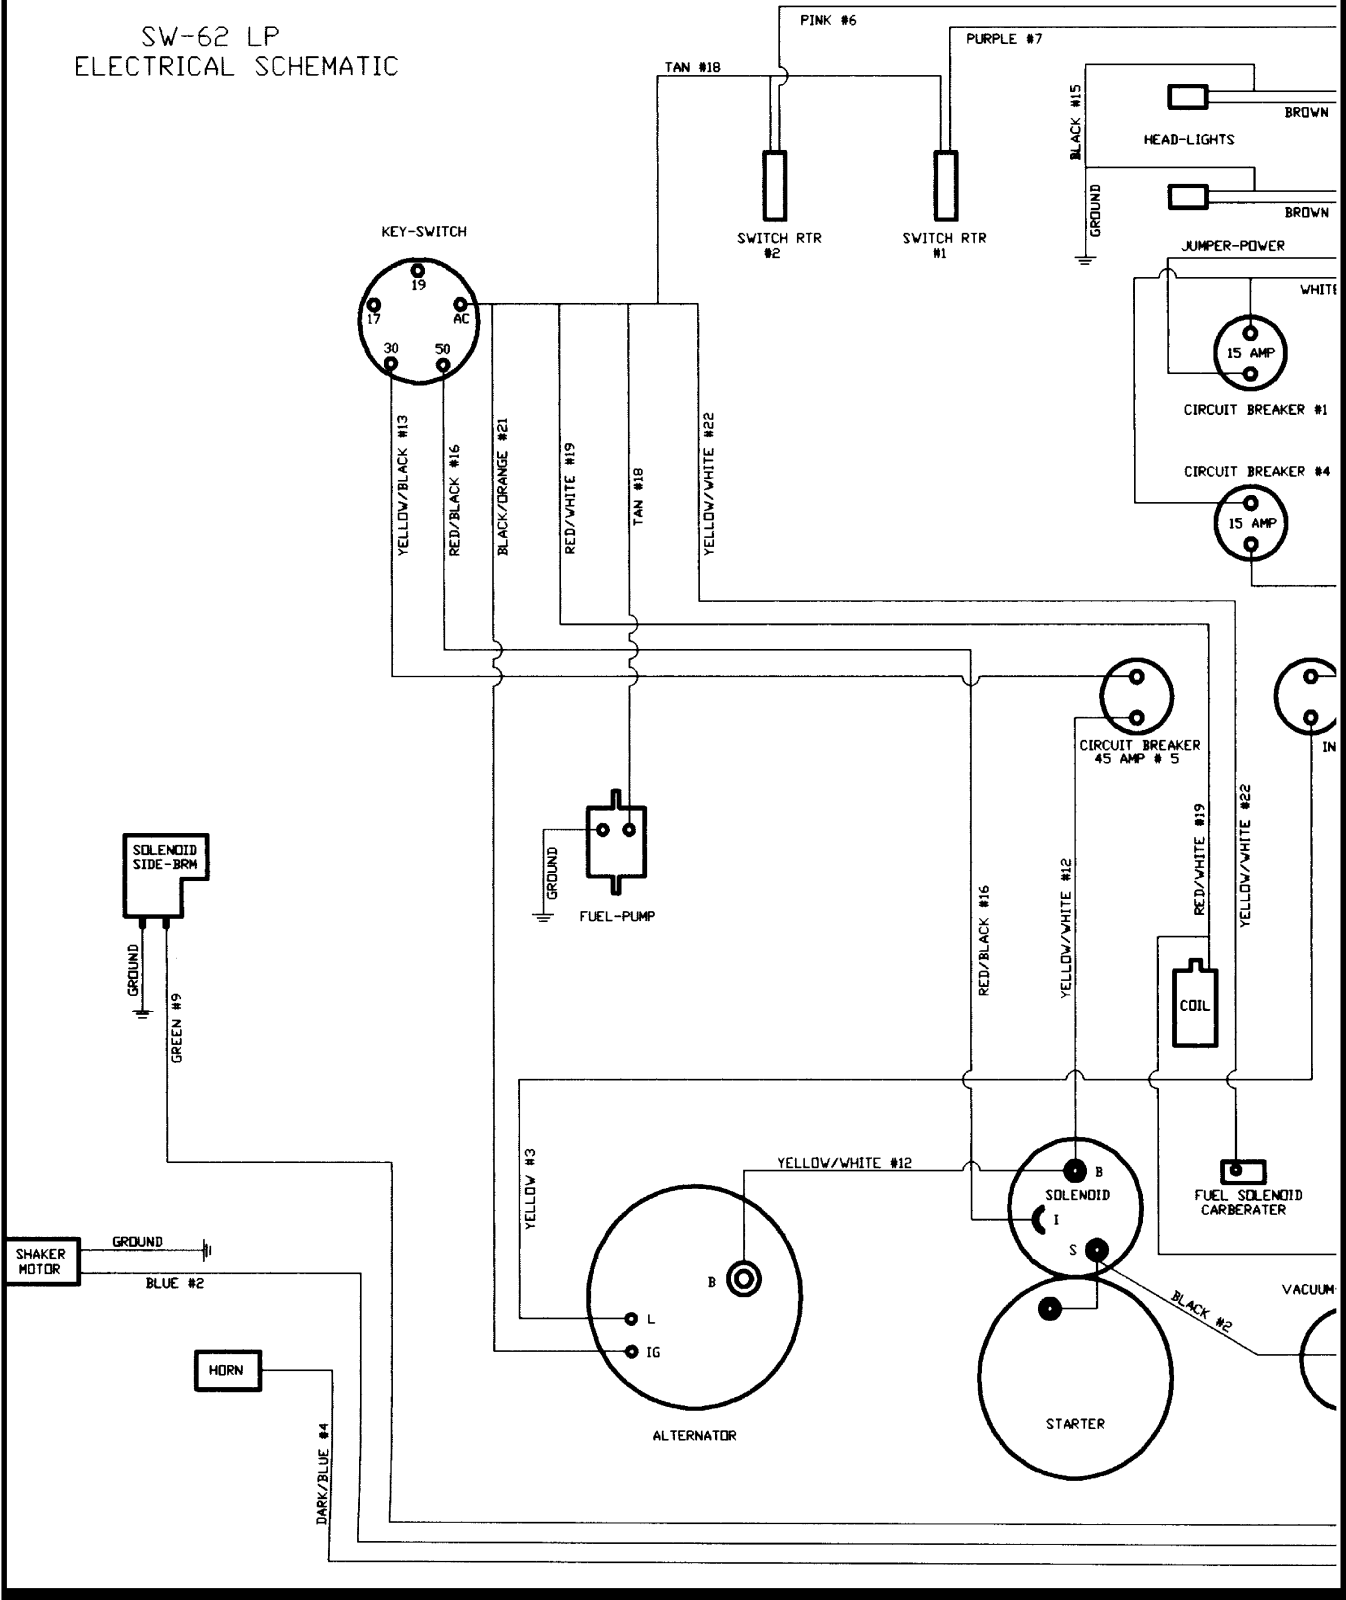 SW-62 LP
ELECTRICAL SCHEMATIC
PINK #6
PURPLE #7
TAN #18
BLACK #15
BROWN
HEAD-LIGHTS
GROUND
BROWN
SWITCH RTR
#2
SWITCH RTR
#1
JUMPER-POWER
WHITE
KEY-SWITCH
19
17
AC
30
50
15 AMP
CIRCUIT BREAKER #1
CIRCUIT BREAKER #4
15 AMP
YELLOW/BLACK #13
RED/BLACK #16
BLACK/ORANGE #21
RED/WHITE #19
TAN #18
YELLOW/WHITE #22
CIRCUIT BREAKER
45 AMP # 5
IN
SOLENOID
SIDE-BRM
GROUND
GREEN #9
GROUND
FUEL-PUMP
RED/BLACK #16
YELLOW/WHITE #12
RED/WHITE #19
YELLOW/WHITE #22
COIL
YELLOW #3
YELLOW/WHITE #12
B
SOLENOID
I
S
FUEL SOLENOID
CARBERATER
SHAKER
MOTOR
GROUND
BLUE #2
B
L
IG
ALTERNATOR
BLACK #2
VACUUM-
HORN
DARK/BLUE #4
STARTER